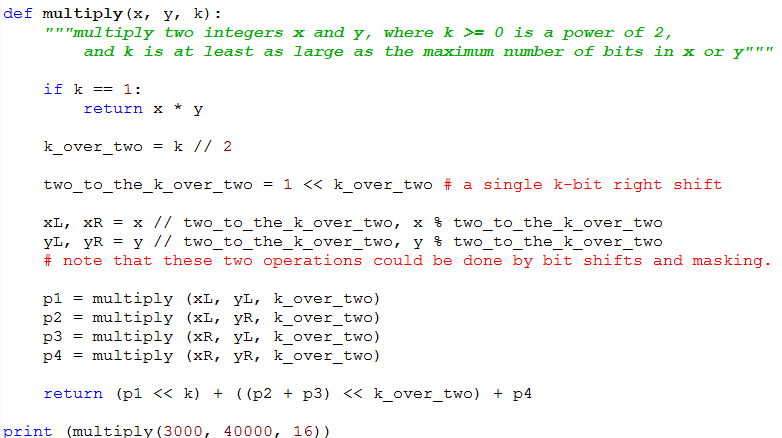 def multiply(x, y, k):
    """multiply two integers x and y, where k >= 0 is a power of 2,
        and k is at least as large as the maximum number of bits in x or y"""

    if k == 1:
        return x * y

    k_over_two = k // 2

    two_to_the_k_over_two = 1 << k_over_two # a single k-bit right shift

    xL, xR = x // two_to_the_k_over_two, x % two_to_the_k_over_two
    yL, yR = y // two_to_the_k_over_two, y % two_to_the_k_over_two
    # note that these two operations could be done by bit shifts and masking.

    p1 = multiply (xL, yL, k_over_two)
    p2 = multiply (xL, yR, k_over_two)
    p3 = multiply (xR, yL, k_over_two)
    p4 = multiply (xR, yR, k_over_two)

    return (p1 << k) + ((p2 + p3) << k_over_two) + p4

print (multiply(3000, 40000, 16))